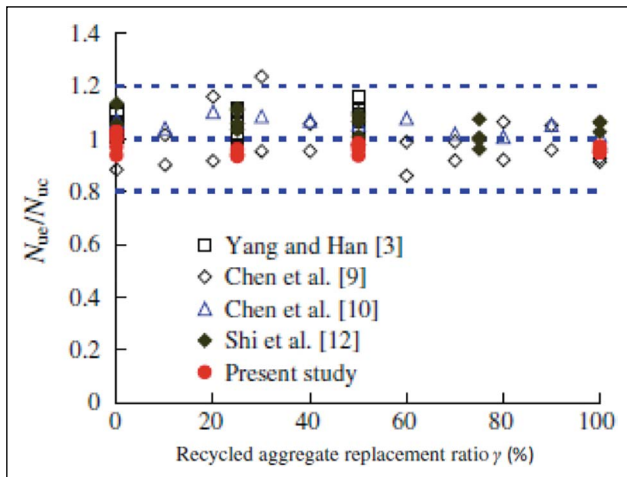 1.4
1.2
1
0.8
0.6
0.4
0.2
0
N_ue/N_uc
Yang and Han [3]
Chen et al. [9]
Chen et al. [10]
Shi et al. [12]
Present study
0 20 40 60 80 100
Recycled aggregate replacement ratio γ (%)